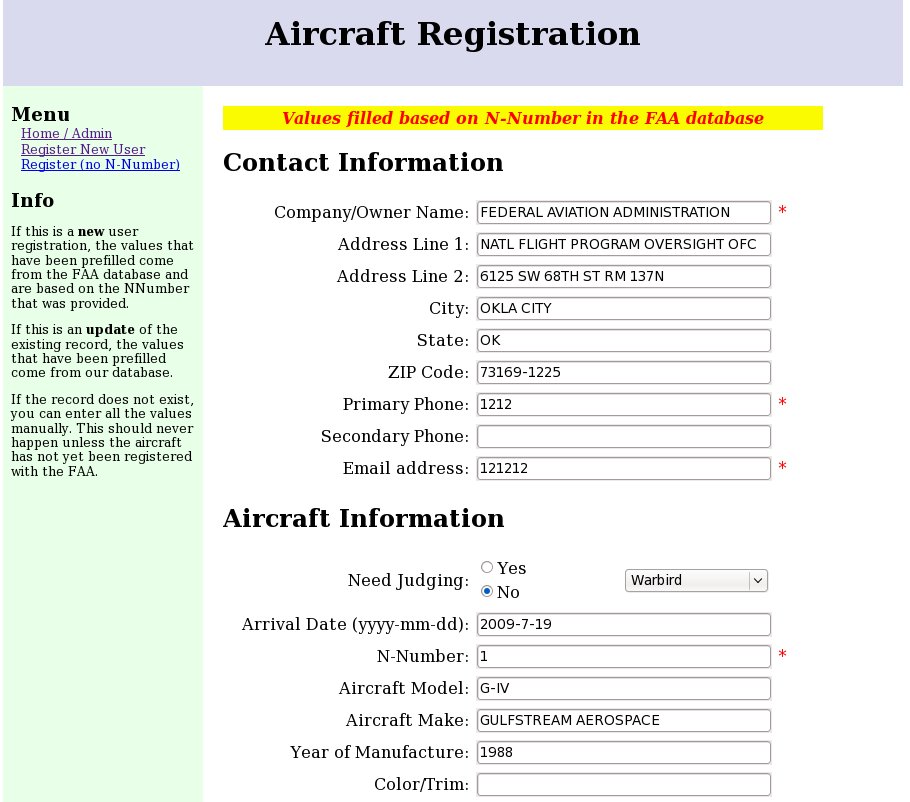 Aircraft Registration
Menu
Home / Admin
Register New User
Register (no N-Number)
Info
If this is a new user
registration, the values that
have been prefilled come
from the FAA database and
are based on the NNumber
that was provided.
If this is an update of the
existing record, the values
that have been prefilled
come from our database.
If the record does not exist,
you can enter all the values
manually. This should never
happen unless the aircraft
has not yet been registered
with the FAA.
Values filled based on N-Number in the FAA database
Contact Information
Company/Owner Name: FEDERAL AVIATION ADMINISTRATION *
Address Line 1: NATL FLIGHT PROGRAM OVERSIGHT OFC
Address Line 2: 6125 SW 68TH ST RM 137N
City: OKLA CITY
State: OK
ZIP Code: 73169-1225
Primary Phone: 1212 *
Secondary Phone:
Email address: 121212 *
Aircraft Information
Need Judging: Yes
No
Warbird
Arrival Date (yyyy-mm-dd): 2009-7-19
N-Number: 1 *
Aircraft Model: G-IV
Aircraft Make: GULFSTREAM AEROSPACE
Year of Manufacture: 1988
Color/Trim: